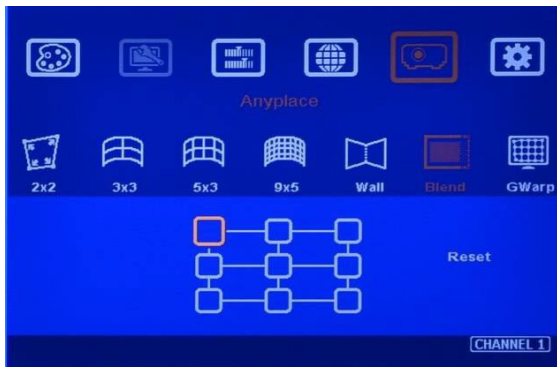 Anyplace
2x2 3x3 5x3 9x5 Wall Blend GWarp
Reset
CHANNEL 1